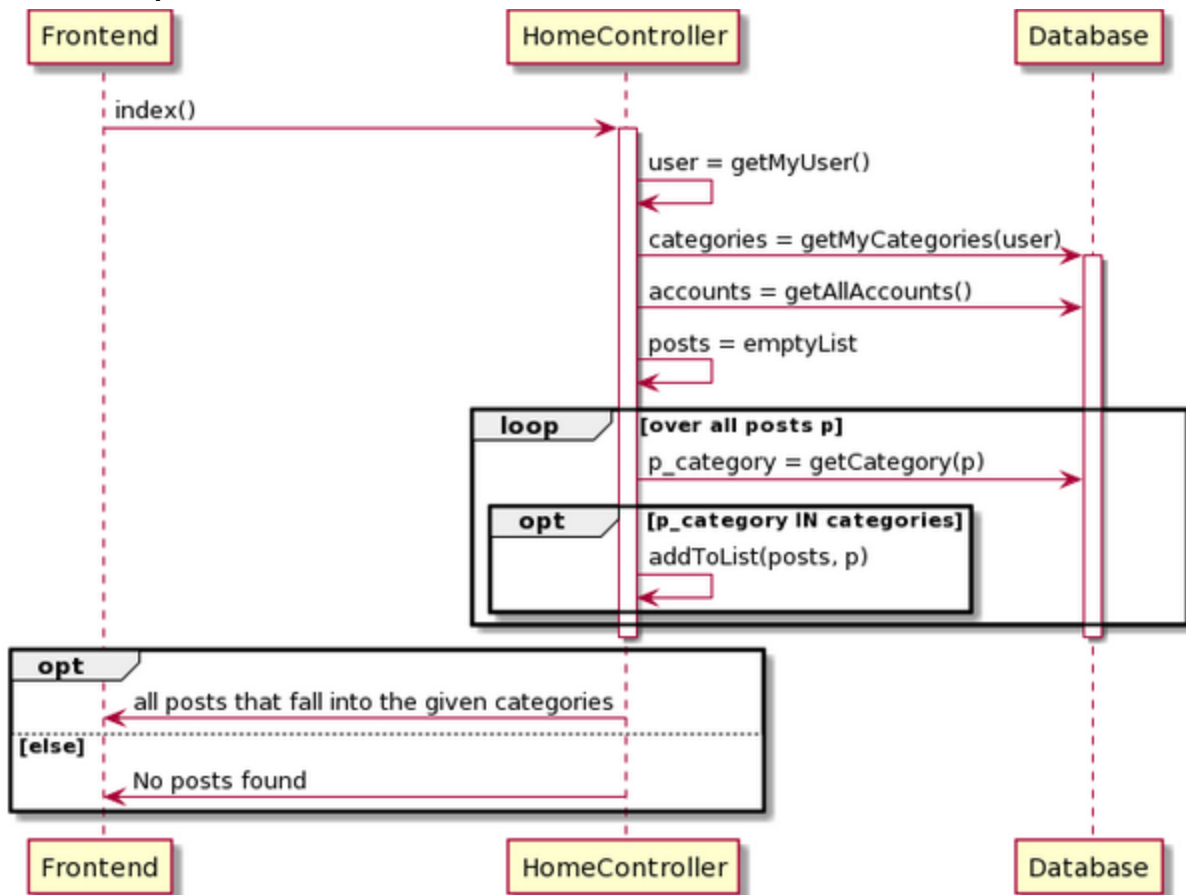 Frontend HomeController Database
index()
user = getMyUser()
categories = getMyCategories(user)
accounts = getAllAccounts()
posts = emptyList
loop [over all posts p]
p_category = getCategory(p)
opt [p_category IN categories]
addToList(posts, p)
opt
all posts that fall into the given categories
[else]
No posts found
Frontend HomeController Database